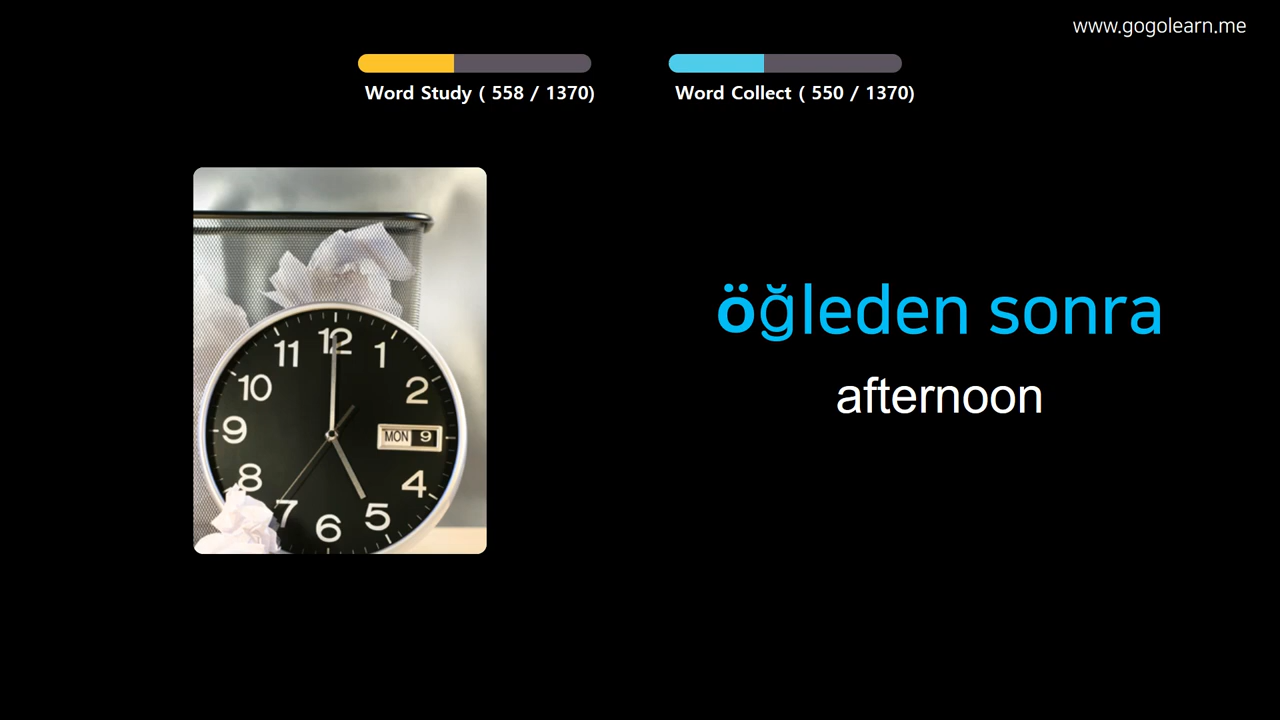 www.gogolearn.me
Word Study ( 558 / 1370)
Word Collect ( 550 / 1370)
öğleden sonra
afternoon
12
11
1
10
2
9
MON 9
8
4
7
5
6